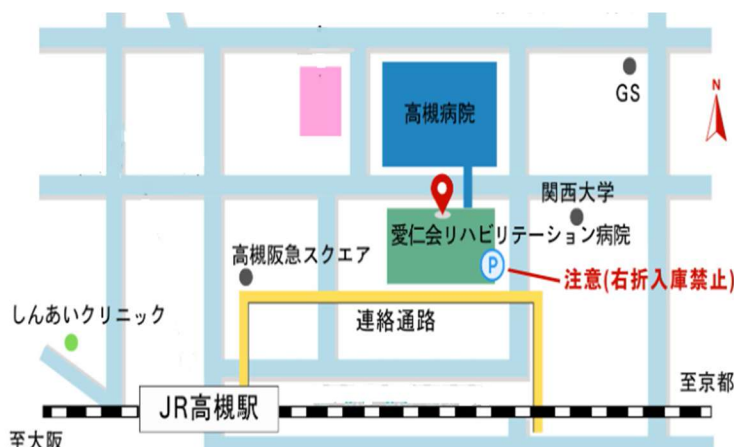 高槻病院
GS
N
関西大学
愛仁会リハビリテーション病院
高槻阪急スクエア
P
注意(右折入庫禁止)
しんあいクリニック
連絡通路
至京都
JR高槻駅
至大阪